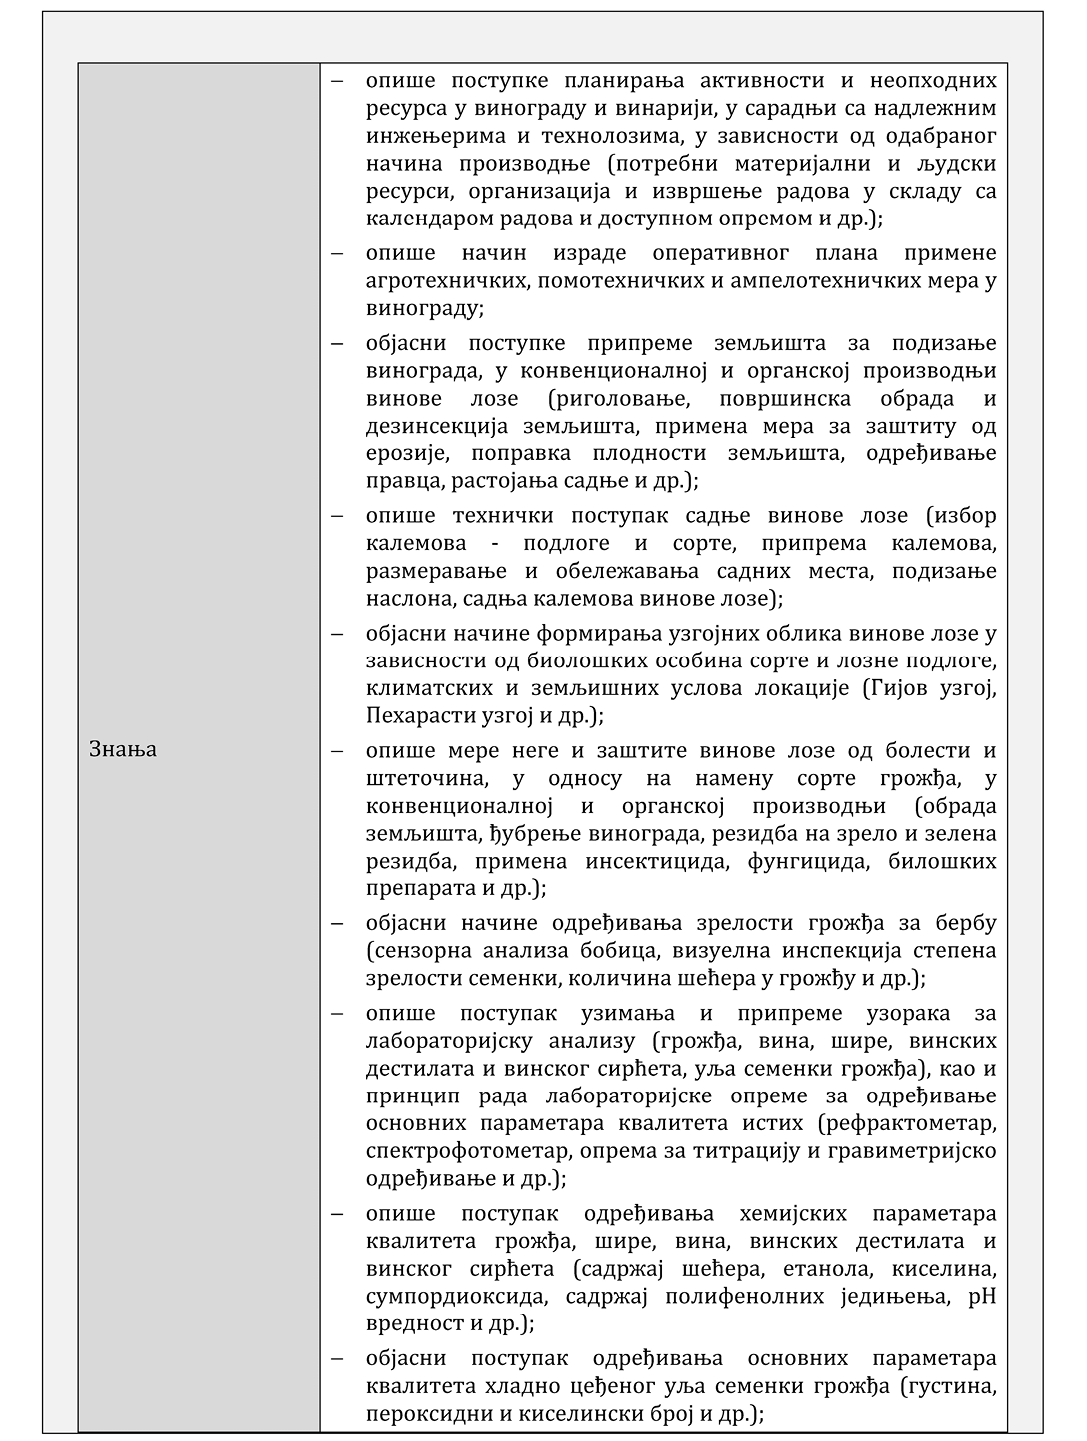 – опише поступке планирања активности и неопходних
ресурса у винограду и винарији, у сарадњи са надлежним
инжењерима и технолозима, у зависности од одабраног
начина производње (потребни материјални и људски
ресурси, организација и извршење радова у складу са
календаром радова и доступном опремом и др.);
– опише начин израде оперативног плана примене
агротехничких, помотехничких и ампелотехничких мера у
винограду;
– објасни поступке припреме земљишта за подизање
винограда, у конвенционалној и органској производњи
винове лозе (риголовање, површинска обрада и
дезинсекција земљишта, примена мера за заштиту од
ерозије, поправка плодности земљишта, одређивање
правца, растојања садње и др.);
– опише технички поступак садње винове лозе (избор
калемова - подлоге и сорте, припрема калемова,
размеравање и обележавања садних места, подизање
наслона, садња калемова винове лозе);
– објасни начине формирања узгојних облика винове лозе у
зависности од биолошких особина сорте и лозне подлоге,
климатских и земљишних услова локације (Гијов узгој,
Пехарасти узгој и др.);
Знања
– опише мере неге и заштите винове лозе од болести и
штеточина, у односу на намену сорте грожђа, у
конвенционалној и органској производњи (обрада
земљишта, ђубрење винограда, резидба на зрело и зелена
резидба, примена инсектицида, фунгицида, билошких
препарата и др.);
– објасни начине одређивања зрелости грожђа за бербу
(сензорна анализа бобица, визуелна инспекција степена
зрелости семенки, количина шећера у грожђу и др.);
– опише поступак узимања и припреме узорака за
лабораторијску анализу (грожђа, вина, шире, винских
дестилата и винског сирћета, уља семенки грожђа), као и
принцип рада лабораторијске опреме за одређивање
основних параметара квалитета истих (рефрактометар,
спектрофотометар, опрема за титрацију и гравиметријско
одређивање и др.);
– опише поступак одређивања хемијских параметара
квалитета грожђа, шире, вина, винских дестилата и
винског сирћета (садржај шећера, етанола, киселина,
сумпордиоксида, садржај полифенолних једињења, pH
вредност и др.);
– објасни поступак одређивања основних параметара
квалитета хладно цеђеног уља семенки грожђа (густина,
пероксидни и киселински број и др.);